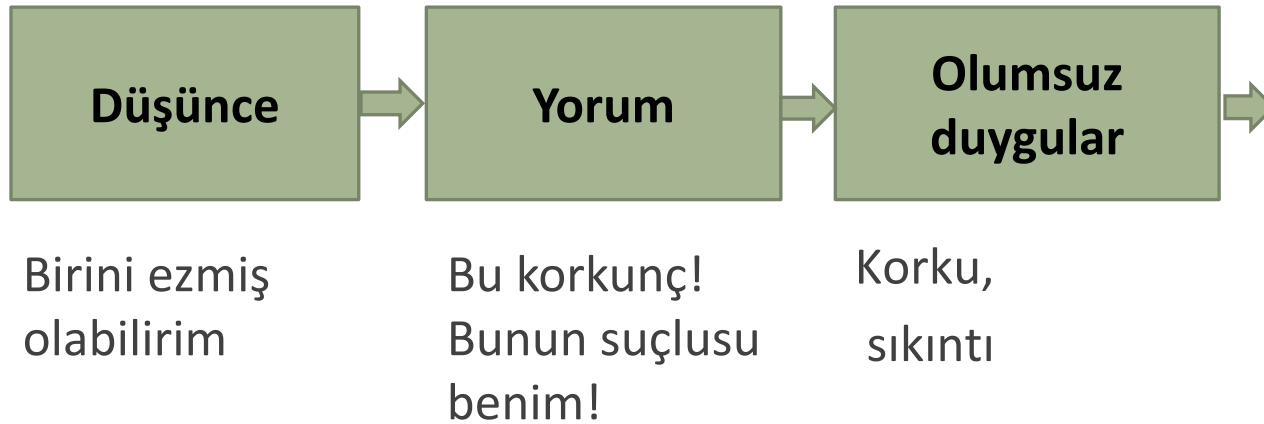 Düşünce
Yorum
Olumsuz
duygular
Birini ezmiş
olabilirim
Bu korkunç!
Bunun suçlusu
benim!
Korku,
sıkıntı